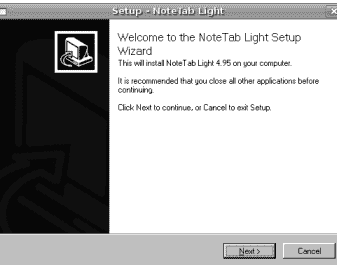 Setup - NoteTab Light
Welcome to the NoteTab Light Setup
Wizard
This will install NoteTab Light 4.95 on your computer.
It is recommended that you close all other applications before
continuing.
Click Next to continue, or Cancel to exit Setup.
Next > Cancel